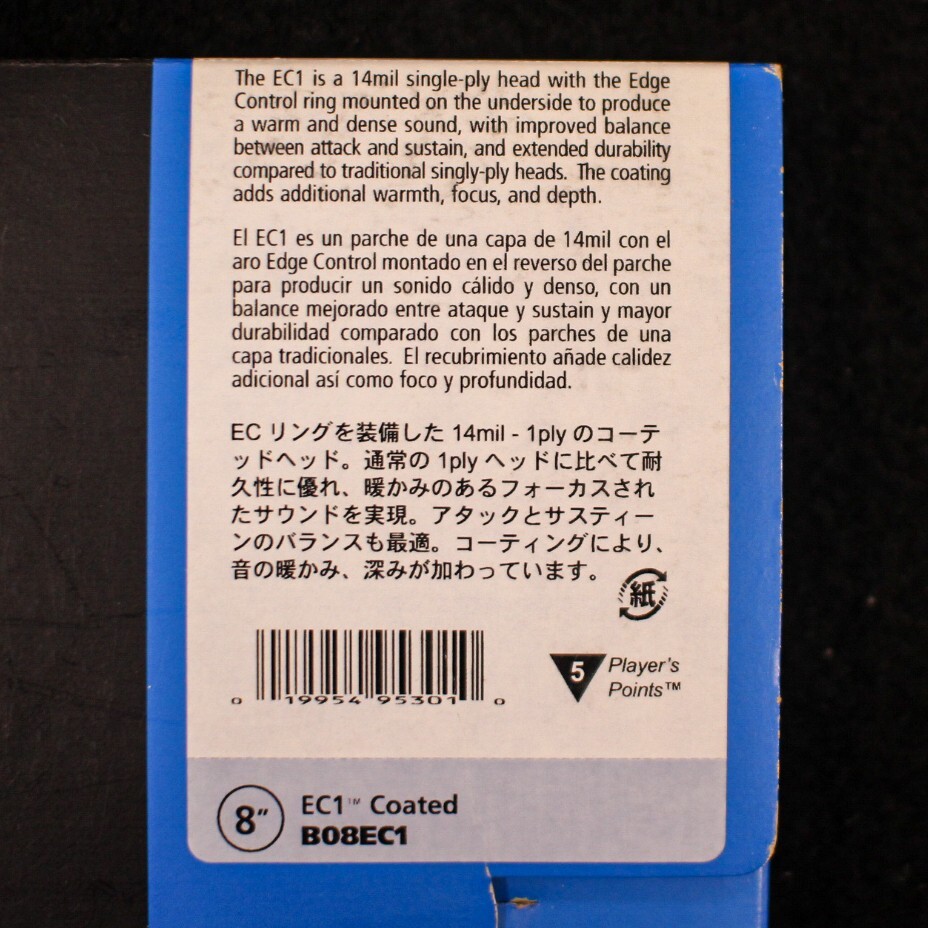 The EC1 is a 14mil single-ply head with the Edge
Control ring mounted on the underside to produce
a warm and dense sound, with improved balance
between attack and sustain, and extended durability
compared to traditional singly-ply heads. The coating
adds additional warmth, focus, and depth.
El EC1 es un parche de una capa de 14mil con el
aro Edge Control montado en el reverso del parche
para producir un sonido cálido y denso, con un
balance mejorado entre ataque y sustain y mayor
durabilidad comparado con los parches de una
capa tradicionales. El recubrimiento añade calidez
adicional así como foco y profundidad.
EC リングを装備した 14mil - 1ply のコーテ
ッドヘッド。通常の 1ply ヘッドに比べて耐
久性に優れ、暖かみのあるフォーカスされ
たサウンドを実現。アタックとサスティー
ンのバランスも最適。コーティングにより、
音の暖かみ、深みが加わっています。
紙
5 Player's
Points™
0 19954 95301 0
8" EC1™ Coated
B08EC1